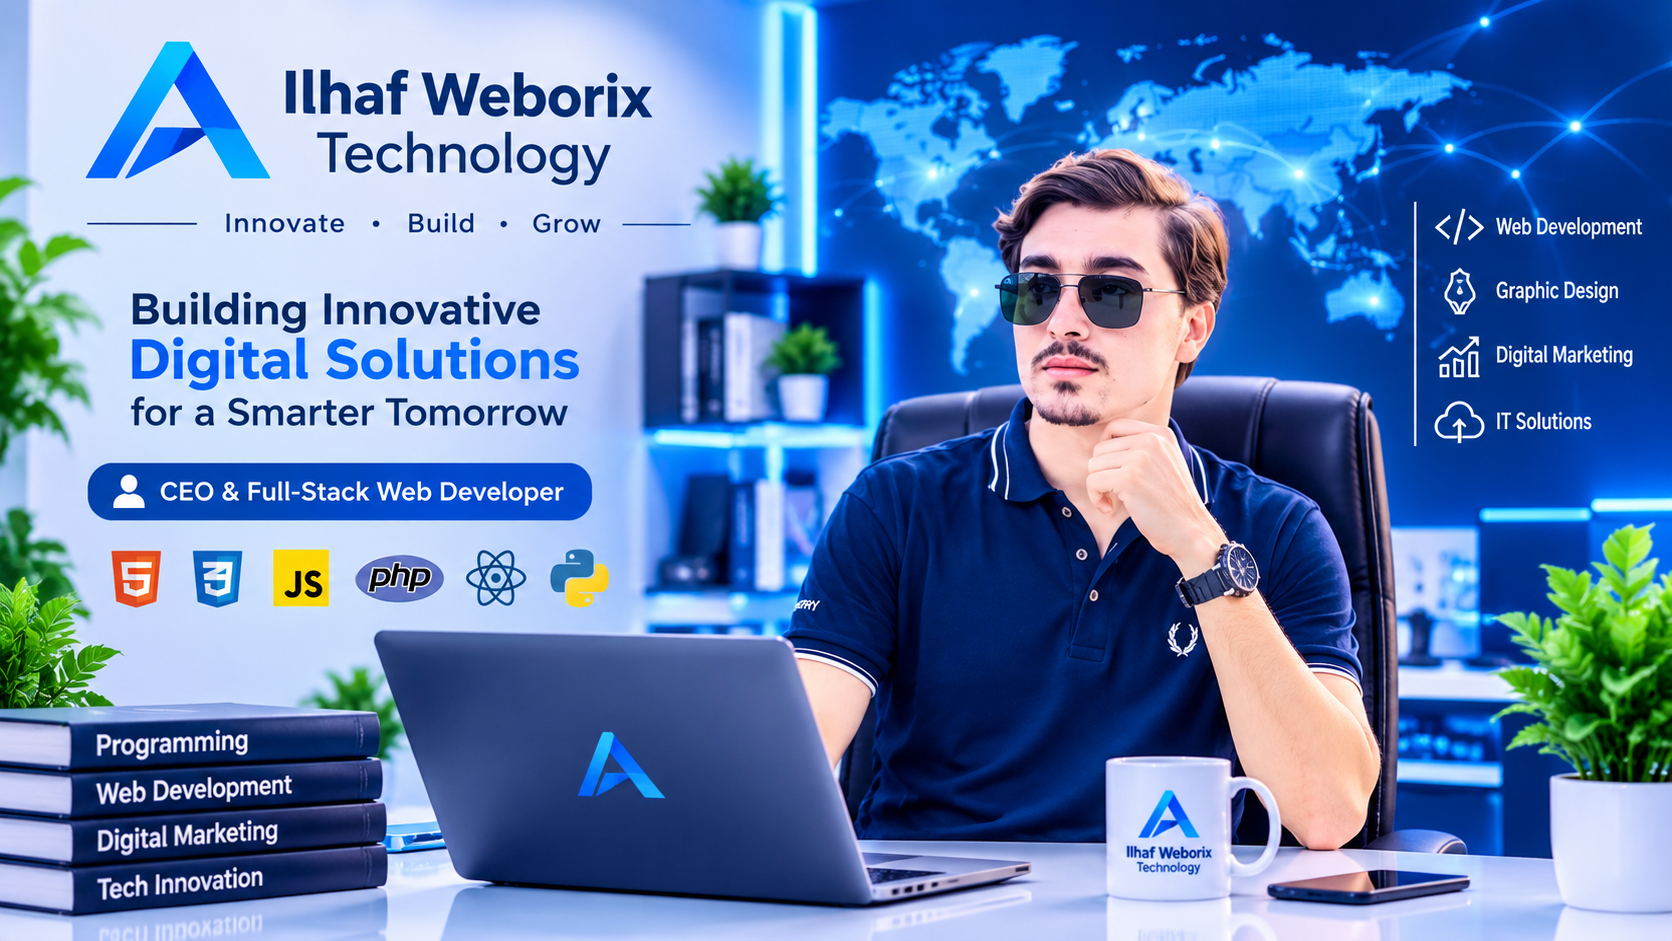 Ilhaf Weborix
Technology
Innovate • Build • Grow
Building Innovative
Digital Solutions
for a Smarter Tomorrow
CEO & Full-Stack Web Developer
5
3
JS
php
Web Development
Graphic Design
Digital Marketing
IT Solutions
Programming
Web Development
Digital Marketing
Tech Innovation
Ilhaf Weborix
Technology